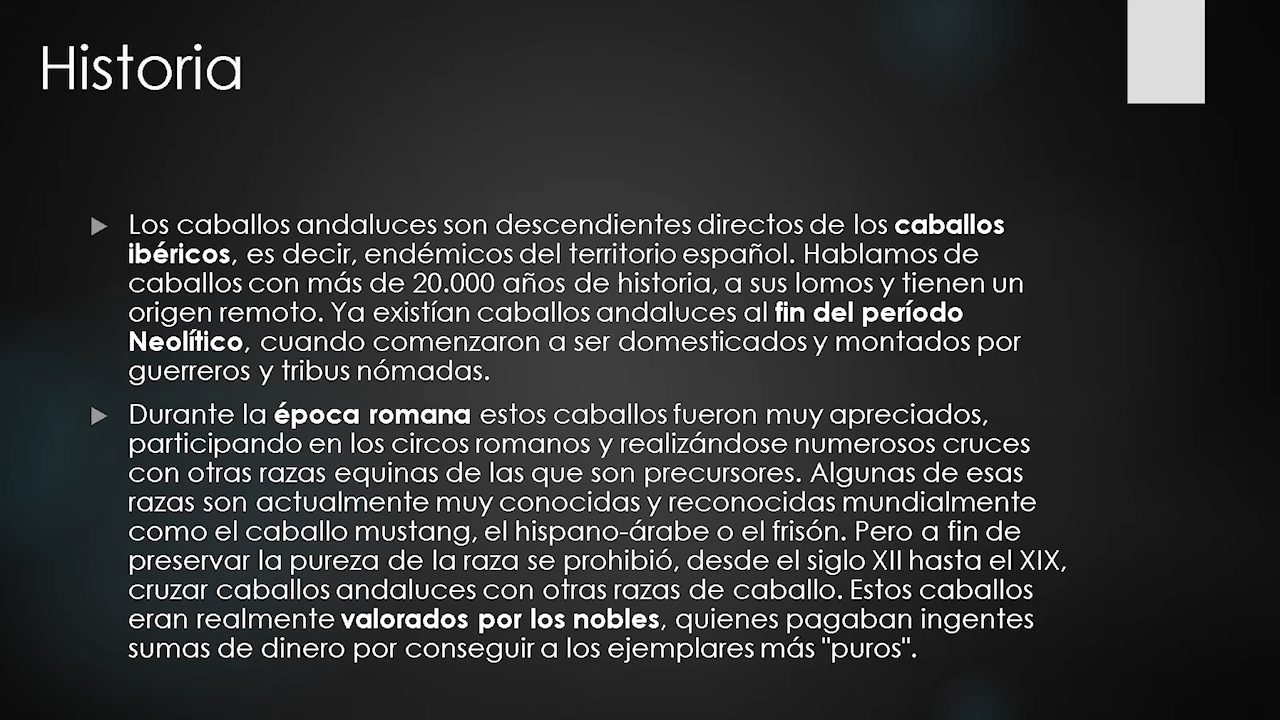 Historia
Los caballos andaluces son descendientes directos de los caballos
ibéricos, es decir, endémicos del territorio español. Hablamos de
caballos con más de 20.000 años de historia, a sus lomos y tienen un
origen remoto. Ya existían caballos andaluces al fin del período
Neolítico, cuando comenzaron a ser domesticados y montados por
guerreros y tribus nómadas.
Durante la época romana estos caballos fueron muy apreciados,
participando en los circos romanos y realizándose numerosos cruces
con otras razas equinas de las que son precursores. Algunas de esas
razas son actualmente muy conocidas y reconocidas mundialmente
como el caballo mustang, el hispano-árabe o el frisón. Pero a fin de
preservar la pureza de la raza se prohibió, desde el siglo XII hasta el XIX,
cruzar caballos andaluces con otras razas de caballo. Estos caballos
eran realmente valorados por los nobles, quienes pagaban ingentes
sumas de dinero por conseguir a los ejemplares más "puros".